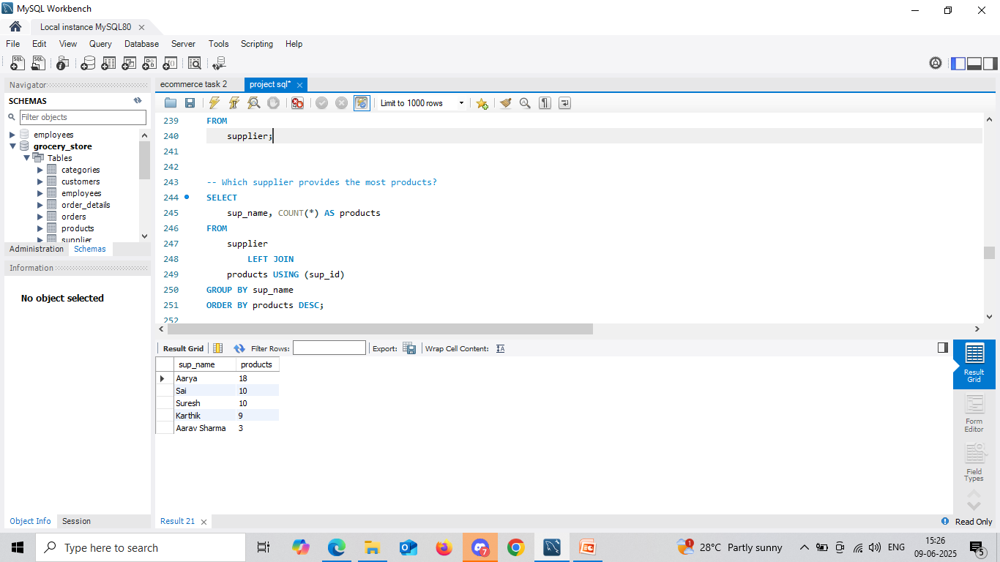 MySQL Workbench
Local instance MySQL80
File Edit View Query Database Server Tools Scripting Help
Navigator
SCHEMAS
Filter objects
employees
grocery_store
Tables
categories
customers
employees
order_details
orders
products
supplier
Administration Schemas
Information
No object selected
Object Info Session
ecommerce task 2 project sql*
Limit to 1000 rows
239 FROM
240 supplier;
241
242
243 -- Which supplier provides the most products?
244 SELECT
245 sup_name, COUNT(*) AS products
246 FROM
247 supplier
248 LEFT JOIN
249 products USING (sup_id)
250 GROUP BY sup_name
251 ORDER BY products DESC;
252
Result Grid Filter Rows: Export: Wrap Cell Content:
sup_name products
Aarya 18
Sai 10
Suresh 10
Karthik 9
Aarav Sharma 3
Result Grid
Form Editor
Field Types
Result 21
Read Only
Type here to search
28°C Partly sunny
ENG
15:26
09-06-2025